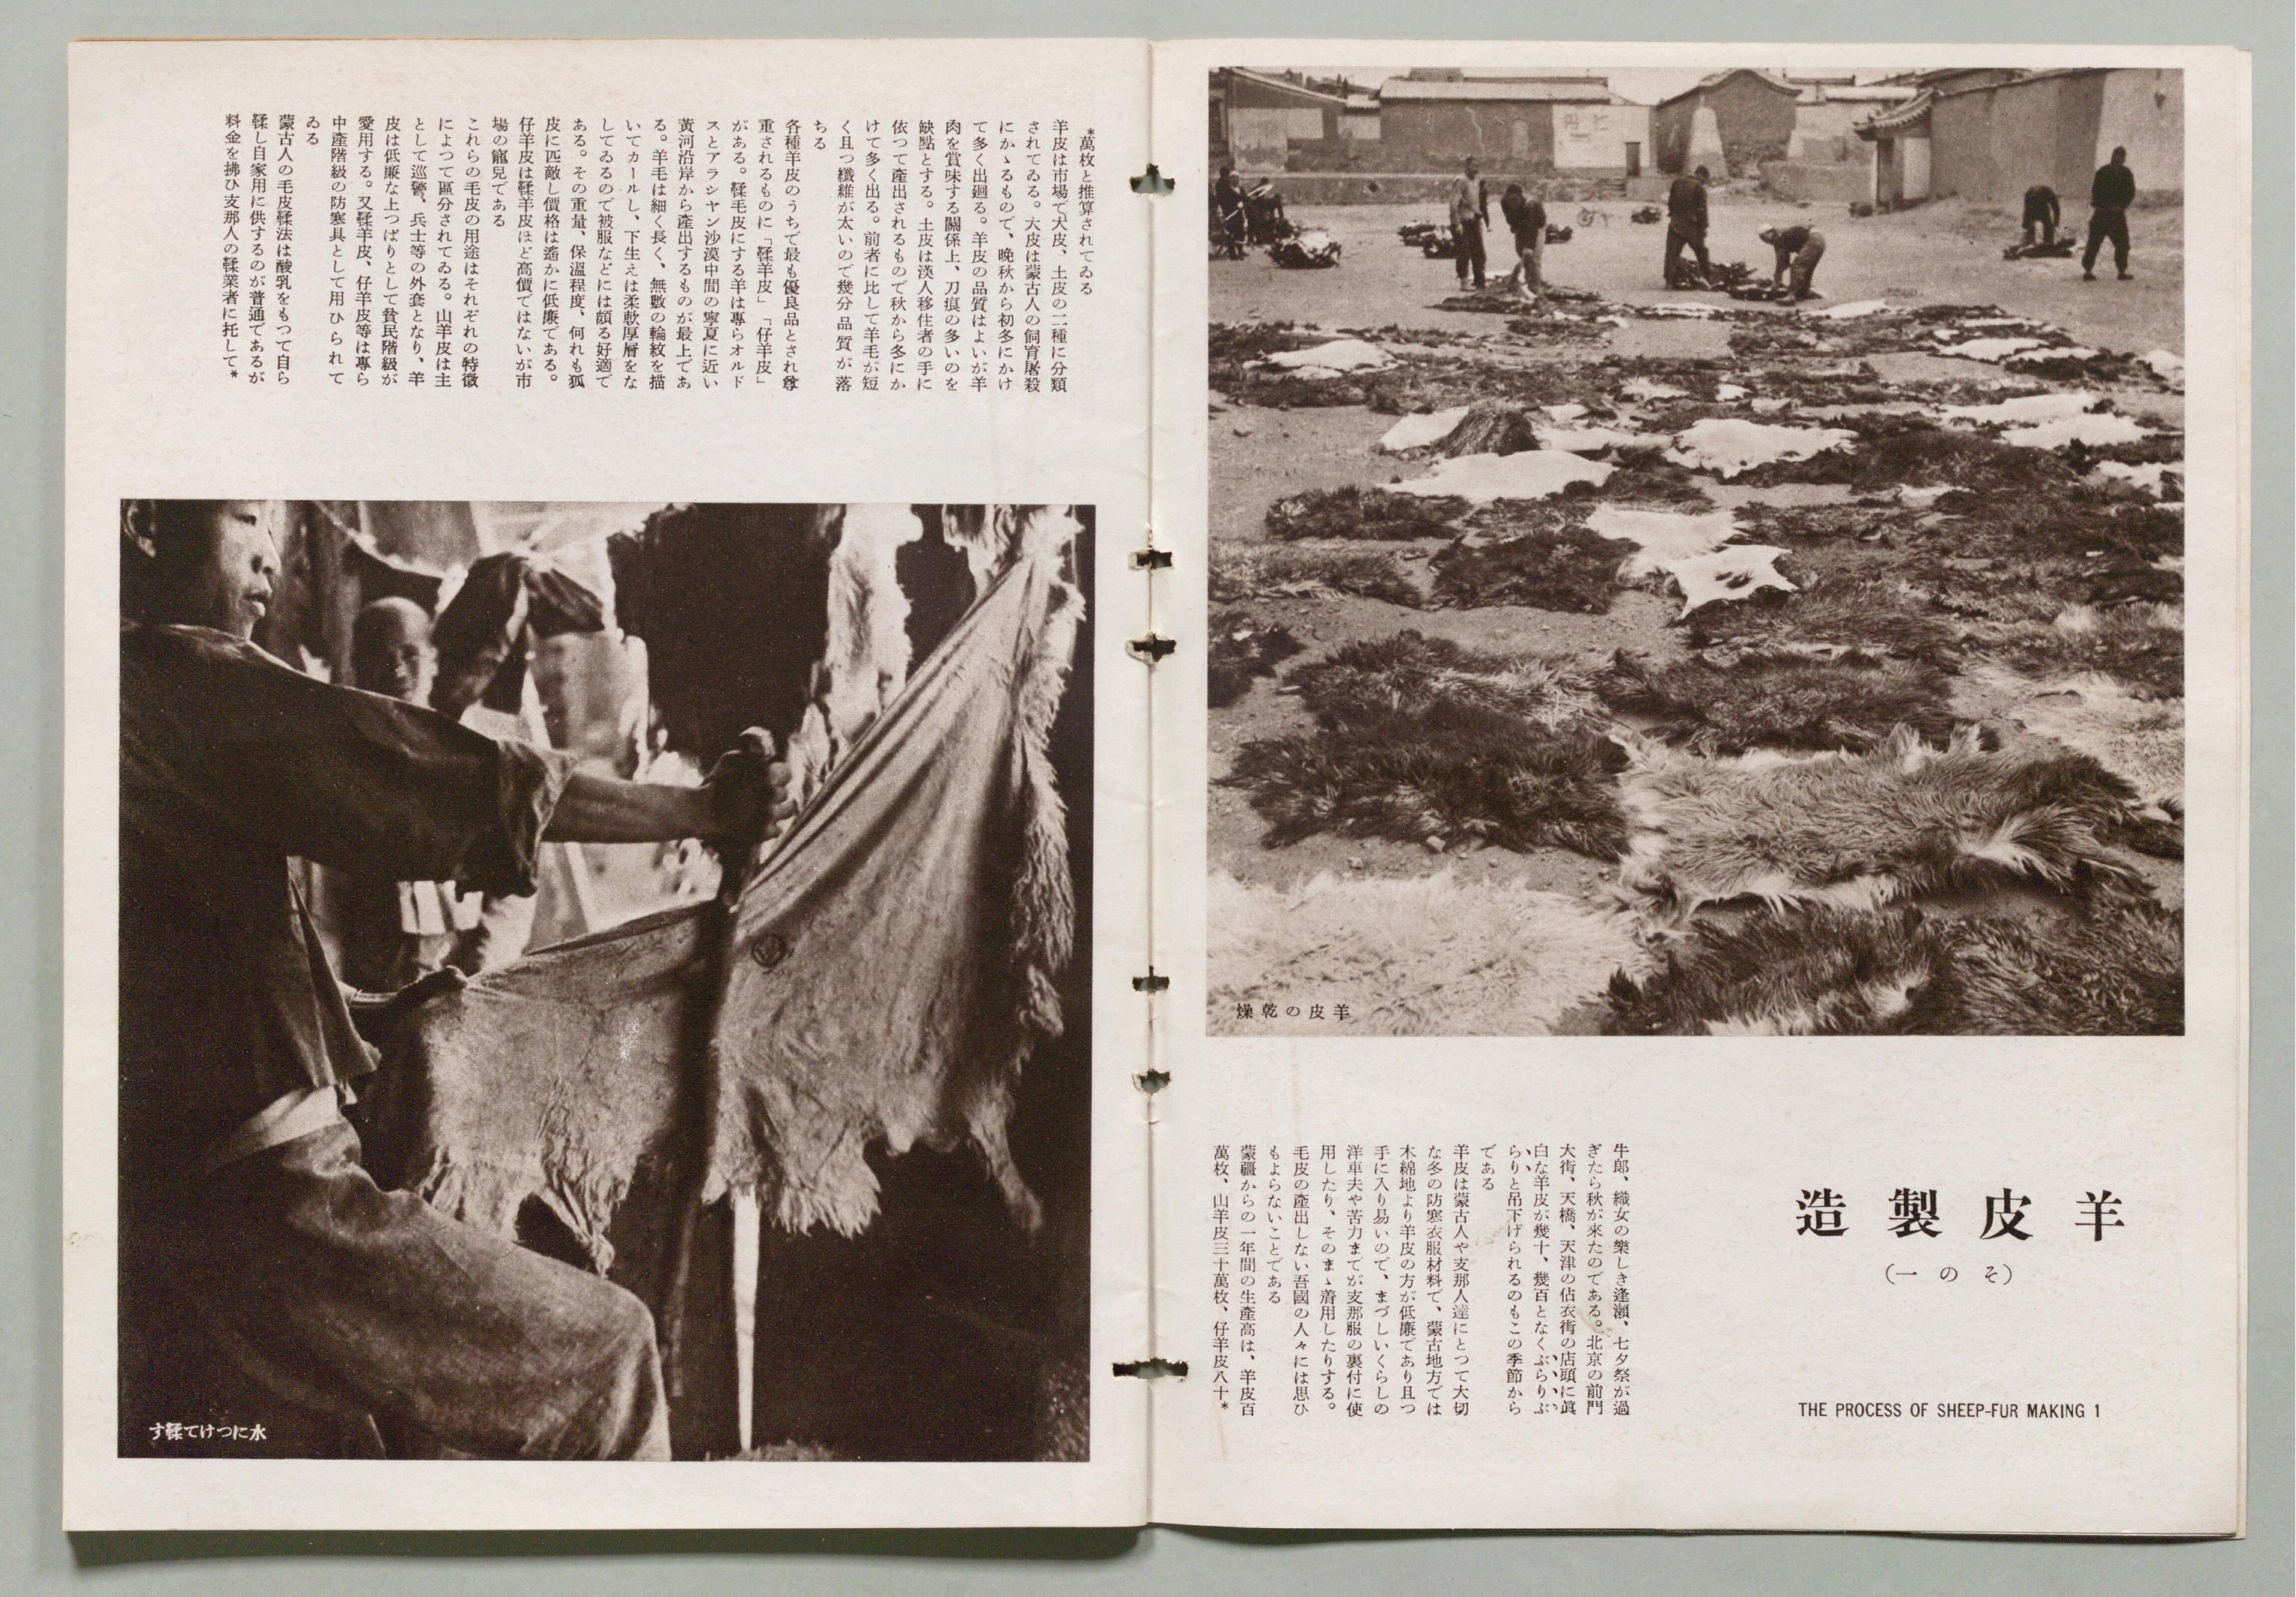 羊皮製造
(その一)
THE PROCESS OF SHEEP-FUR MAKING 1
牛郎、織女の樂しき逢瀬、七夕祭が過
ぎたら秋が來たのである。北京の前門
大街、天橋、天津の估衣街の店頭に眞
白な羊皮が幾十、幾百となくぶらりぶ
らりと吊下げられるのもこの季節から
である
羊皮は蒙古人や支那人達にとつて大切
な冬の防寒衣服材料で、蒙古地方では
木綿地より羊皮の方が低廉であり且つ
手に入り易いので、まづしいくらしの
洋車夫や苦力までが支那服の裏付に使
用したり、そのまゝ着用したりする。
毛皮の產出しない吾國の人々には思ひ
もよらないことである
蒙疆からの一年間の生產高は、羊皮百
萬枚、山羊皮三十萬枚、仔羊皮八十*
羊皮の乾燥
*萬枚と推算されてゐる
羊皮は市場で大皮、土皮の二種に分類
されてゐる。大皮は蒙古人の飼育屠殺
にかゝるもので、晩秋から初冬にかけ
て多く出廻る。羊皮の品質はよいが羊
肉を賞味する關係上、刀痕の多いのを
缺點とする。土皮は漢人移住者の手に
依つて產出されるもので秋から冬にか
けて多く出る。前者に比して羊毛が短
く且つ纖維が太いので幾分品質が落
ちる
各種羊皮のうちで最も優良品とされ尊
重されるものに「鞣羊皮」「仔羊皮」
がある。鞣毛皮にする羊は專らオルド
スとアラシヤン沙漠中間の寧夏に近い
黃河沿岸から產出するものが最上であ
る。羊毛は細く長く、無數の輪紋を描
いてカールし、下生えは柔軟厚層をな
してゐるので被服などには頗る好適で
ある。その重量、保溫程度、何れも狐
皮に匹敵し價格は遙かに低廉である。
仔羊皮は鞣羊皮ほど高價ではないが市
場の寵兒である
これらの毛皮の用途はそれぞれの特徵
によつて區分されてゐる。山羊皮は主
として巡警、兵士等の外套となり、羊
皮は低廉な上つぱりとして貧民階級が
愛用する。又鞣羊皮、仔羊皮等は專ら
中產階級の防寒具として用ひられて
ゐる
蒙古人の毛皮鞣法は酸乳をもつて自ら
鞣し自家用に供するのが普通であるが
料金を拂ひ支那人の鞣業者に托して*
水につけて鞣す